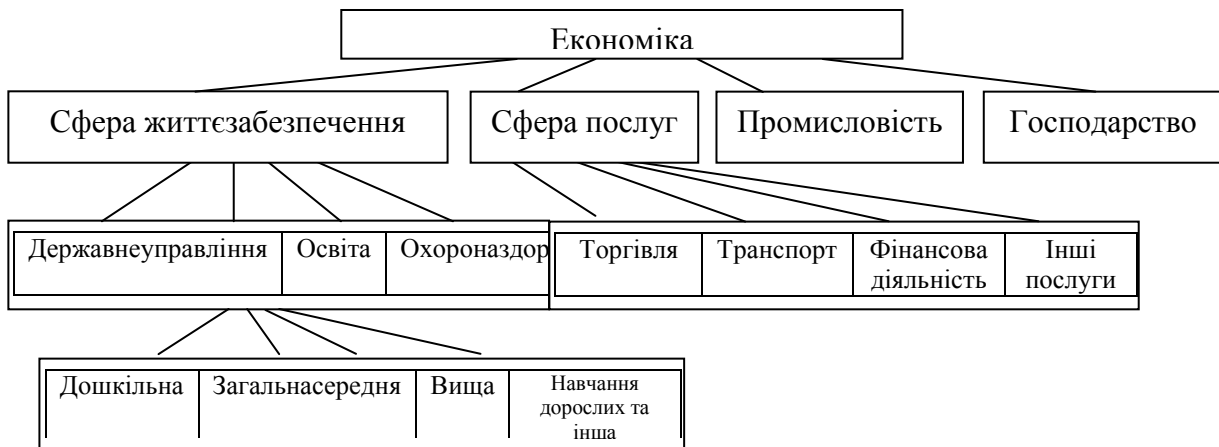 Економіка
Сфера життєзабезпечення
Сфера послуг
Промисловість
Господарство
Державнеуправління
Освіта
Охороназдор
Торгівля
Транспорт
Фінансова
діяльність
Інші
послуги
Дошкільна
Загальнасередня
Вища
Навчання
дорослих та
інша